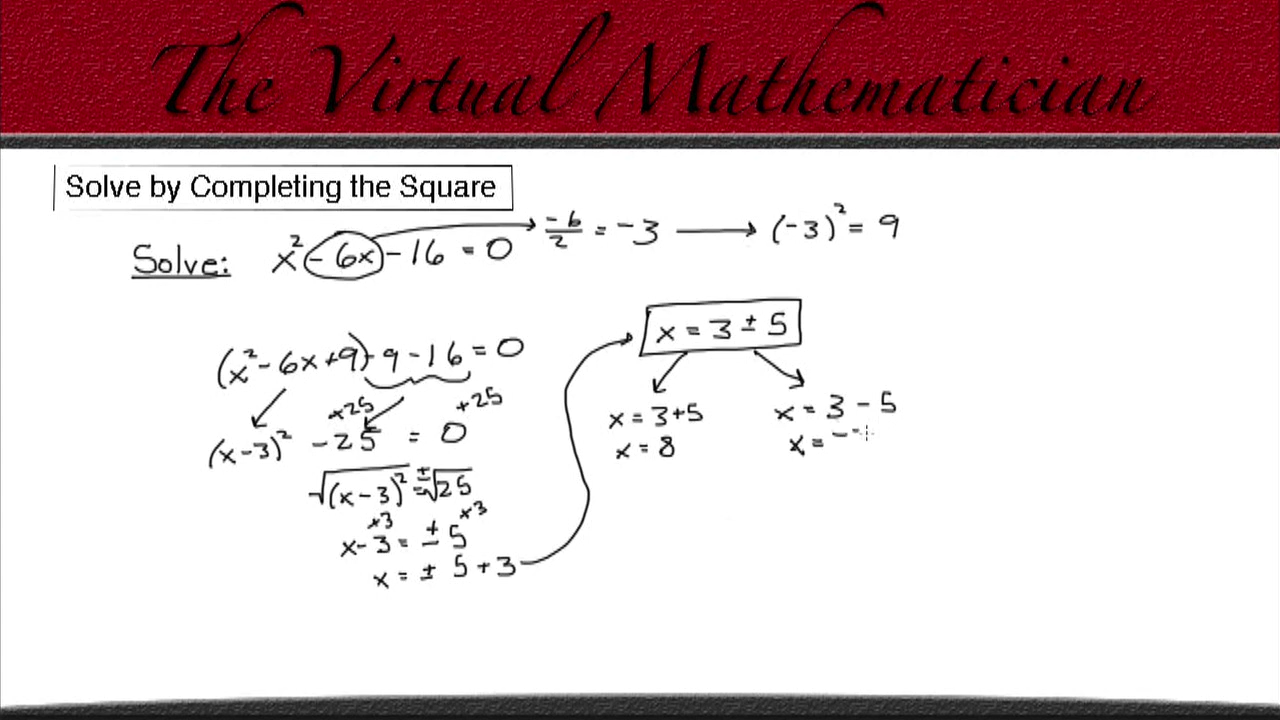 The Virtual Mathematician
Solve by Completing the Square
Solve: x² - 6x - 16 = 0
-6/2 = -3 → (-3)² = 9
(x² - 6x + 9) - 9 - 16 = 0
+25 +25
(x-3)² - 25 = 0
√(x-3)² = ±√25
+3 +3
x - 3 = ± 5
x = ± 5 + 3
x = 3 ± 5
x = 3+5
x = 8
x = 3 - 5
x = -